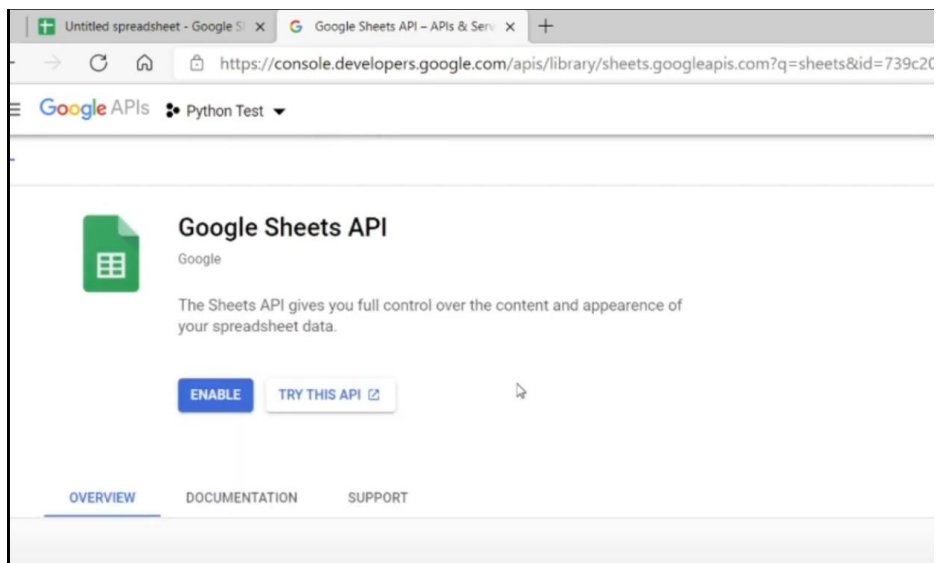 Untitled spreadsheet - Google S
Google Sheets API – APIs & Serv
https://console.developers.google.com/apis/library/sheets.googleapis.com?q=sheets&id=739c20
Google APIs Python Test
Google Sheets API
Google
The Sheets API gives you full control over the content and appearence of
your spreadsheet data.
ENABLE TRY THIS API
OVERVIEW DOCUMENTATION SUPPORT